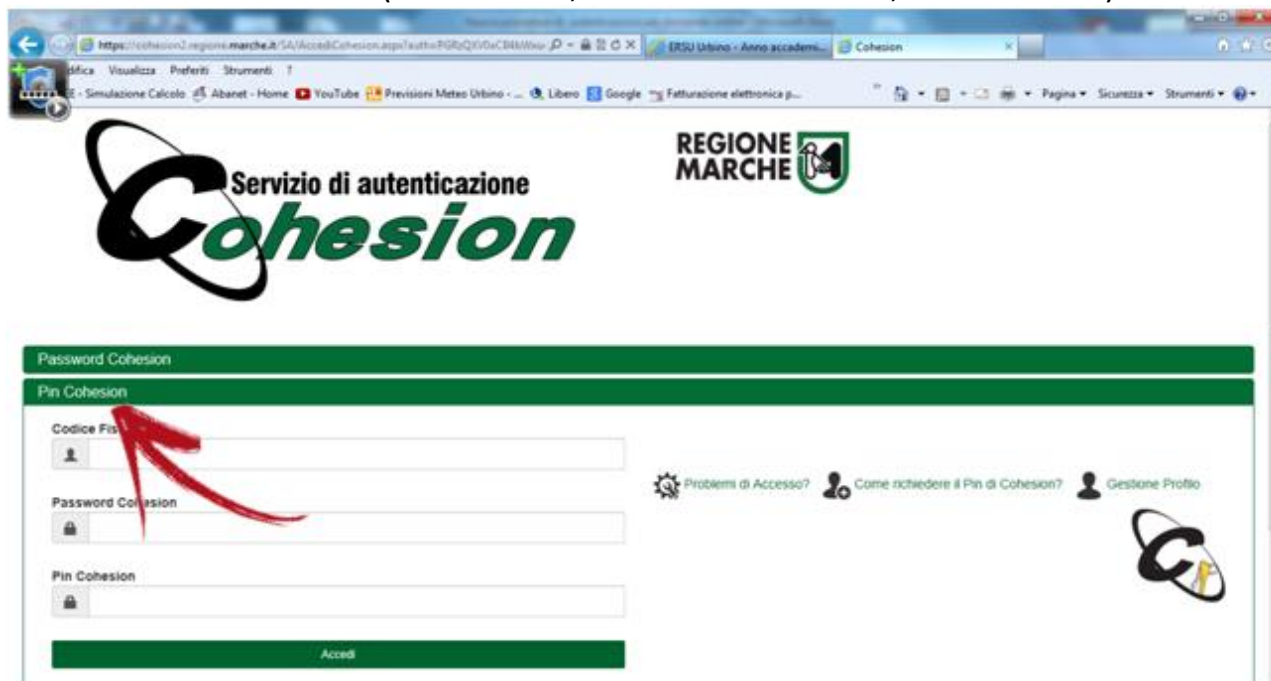 https://cohesion2.regione.marche.it/SA/AccediCohesion.aspx?auth=
ERSU Urbino - Anno accademi...
Cohesion
Visualizza Preferiti Strumenti ?
E - Simulazione Calcolo Abanet - Home YouTube Previsioni Meteo Urbino - ... Libero Google Fatturazione elettronica p... Pagina Sicurezza Strumenti
REGIONE
MARCHE
Servizio di autenticazione
Cohesion
Password Cohesion
Pin Cohesion
Codice
Problemi di Accesso? Come richiedere il Pin di Cohesion? Gestione Profilo
Password Cohesion
Pin Cohesion
Accedi